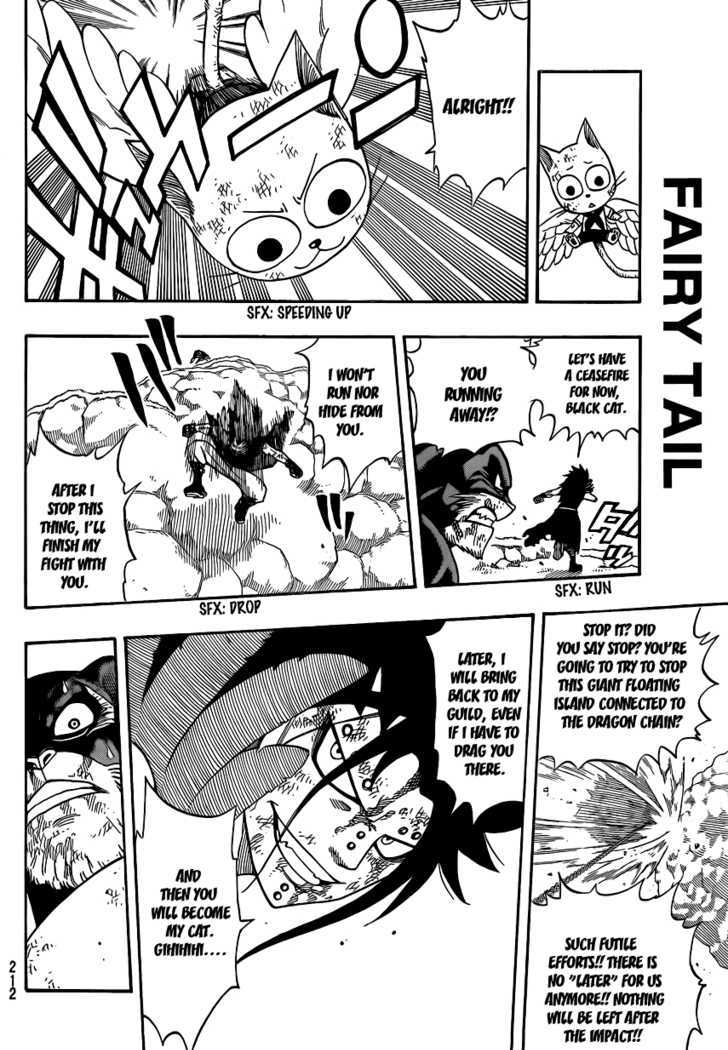 FAIRY TAIL
ALRIGHT!!
SFX: SPEEDING UP
LET'S HAVE
A CEASEFIRE
FOR NOW,
BLACK CAT.
YOU
RUNNING
AWAY!?
SFX: RUN
I WON'T
RUN NOR
HIDE FROM
YOU.
AFTER I
STOP THIS
THING, I'LL
FINISH MY
FIGHT WITH
YOU.
SFX: DROP
STOP IT? DID
YOU SAY STOP? YOU'RE
GOING TO TRY TO STOP
THIS GIANT FLOATING
ISLAND CONNECTED TO
THE DRAGON CHAIN?
SUCH FUTILE
EFFORTS!! THERE IS
NO "LATER" FOR US
ANYMORE!! NOTHING
WILL BE LEFT AFTER
THE IMPACT!!
LATER, I
WILL BRING
BACK TO MY
GUILD, EVEN
IF I HAVE TO
DRAG YOU
THERE.
AND
THEN YOU
WILL BECOME
MY CAT.
GIHIHIHI....
212